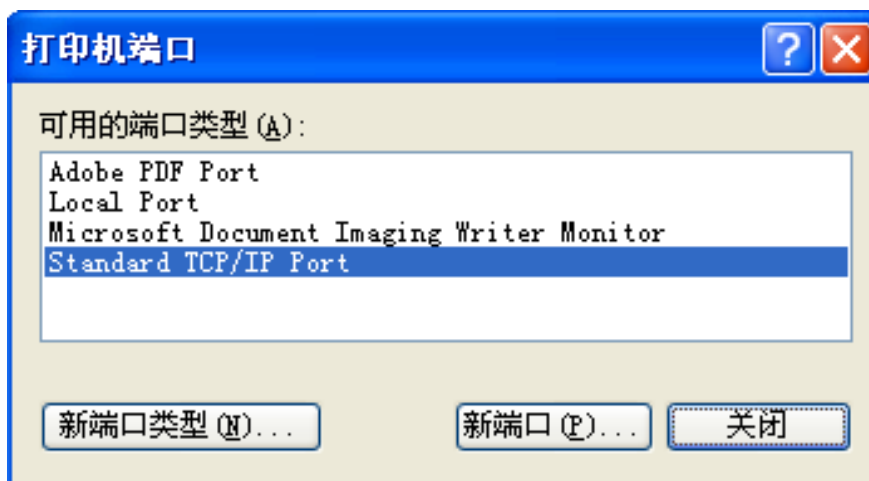 打印机端口
可用的端口类型(A):
Adobe PDF Port
Local Port
Microsoft Document Imaging Writer Monitor
Standard TCP/IP Port
新端口类型(N)... 新端口(P)... 关闭